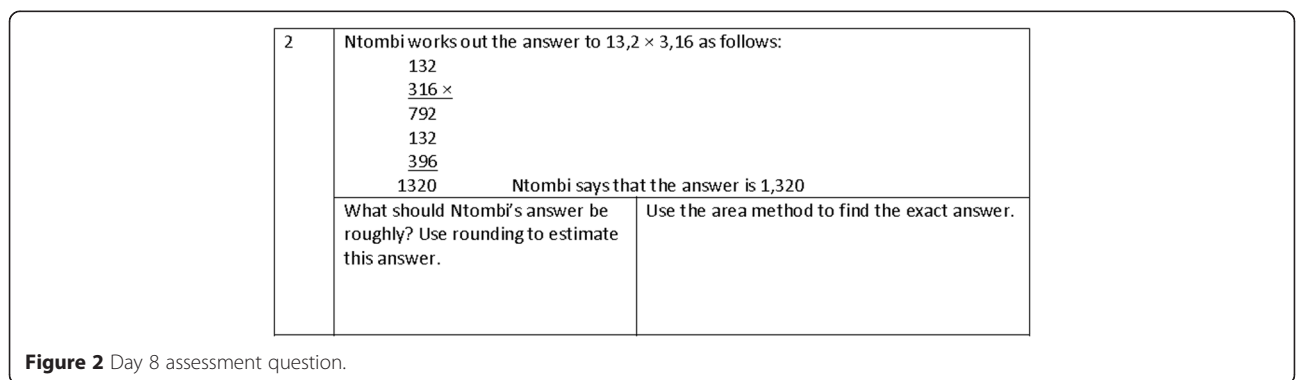 2 Ntombi works out the answer to 13,2 × 3,16 as follows:
132
316 ×
792
132
396
1320 Ntombi says that the answer is 1,320
What should Ntombi's answer be
roughly? Use rounding to estimate
this answer.
Use the area method to find the exact answer.
Figure 2 Day 8 assessment question.